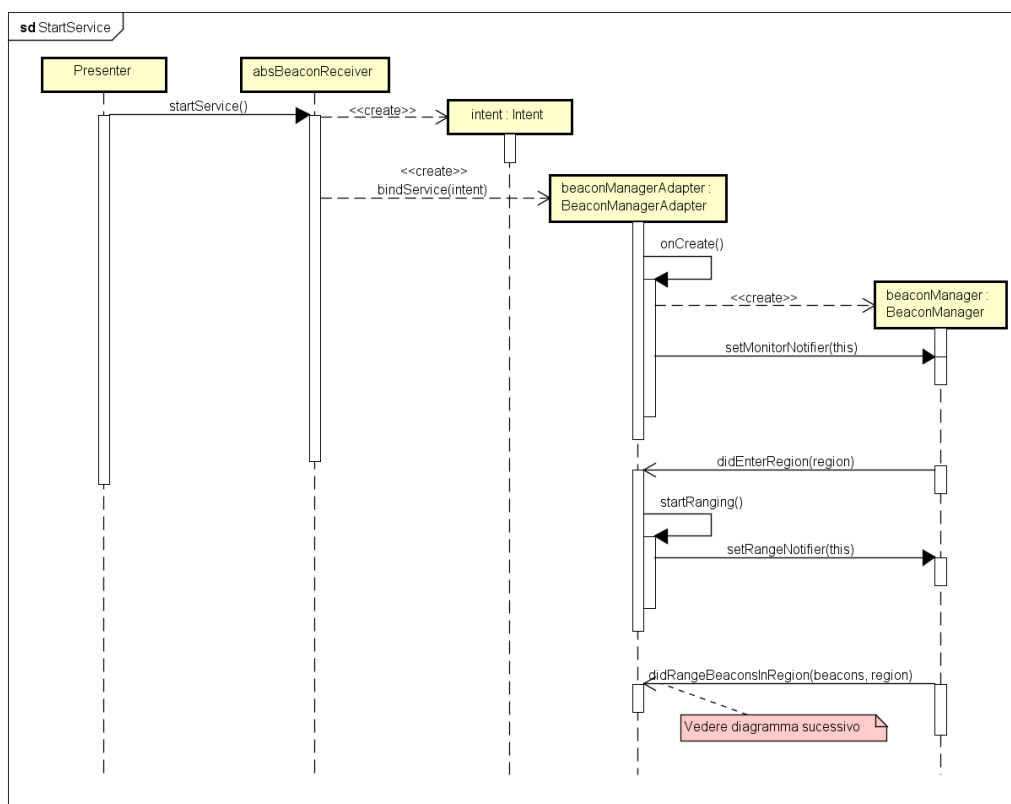 sd StartService
Presenter
absBeaconReceiver
startService()
<<create>>
intent : Intent
<<create>>
bindService(intent)
beaconManagerAdapter :
BeaconManagerAdapter
onCreate()
<<create>>
beaconManager :
BeaconManager
setMonitorNotifier(this)
didEnterRegion(region)
startRanging()
setRangeNotifier(this)
didRangeBeaconsInRegion(beacons, region)
Vedere diagramma sucessivo